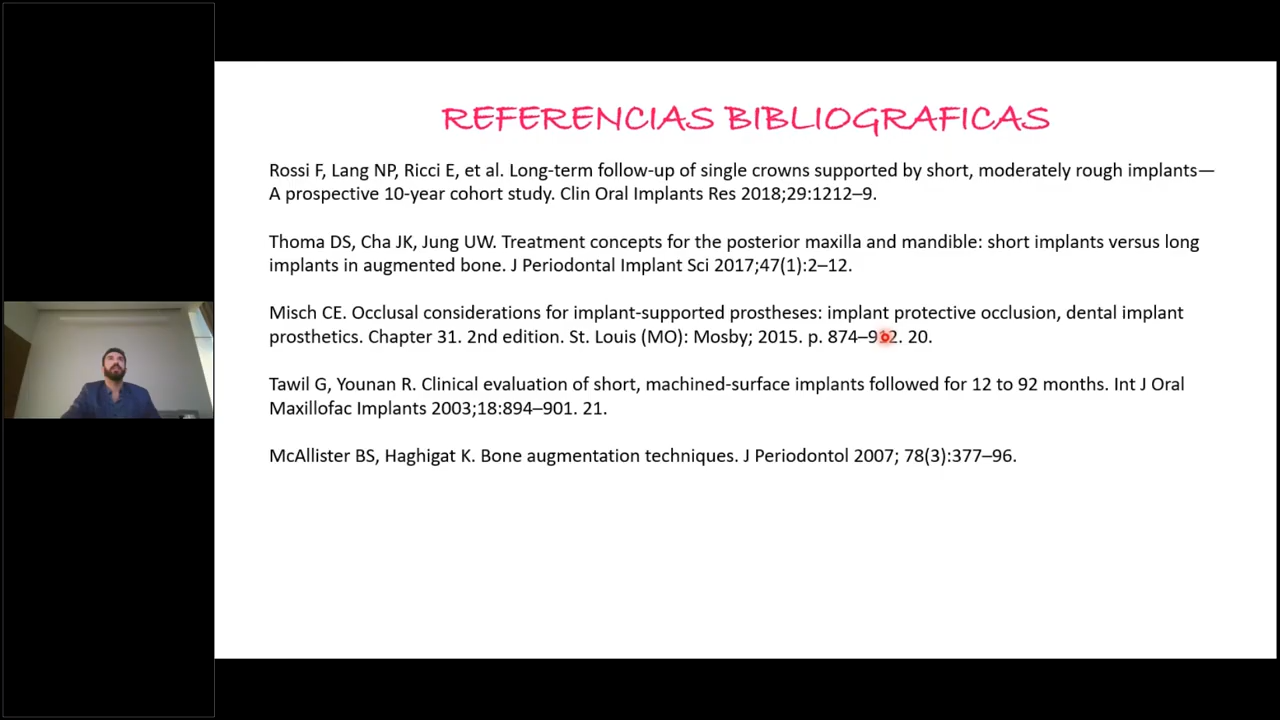 REFERENCIAS BIBLIOGRAFICAS
Rossi F, Lang NP, Ricci E, et al. Long-term follow-up of single crowns supported by short, moderately rough implants—
A prospective 10-year cohort study. Clin Oral Implants Res 2018;29:1212–9.
Thoma DS, Cha JK, Jung UW. Treatment concepts for the posterior maxilla and mandible: short implants versus long
implants in augmented bone. J Periodontal Implant Sci 2017;47(1):2–12.
Misch CE. Occlusal considerations for implant-supported prostheses: implant protective occlusion, dental implant
prosthetics. Chapter 31. 2nd edition. St. Louis (MO): Mosby; 2015. p. 20.
Tawil G, Younan R. Clinical evaluation of short, machined-surface implants followed for 12 to 92 months. Int J Oral
Maxillofac Implants 2003;18:894–901. 21.
McAllister BS, Haghigat K. Bone augmentation techniques. J Periodontol 2007; 78(3):377–96.